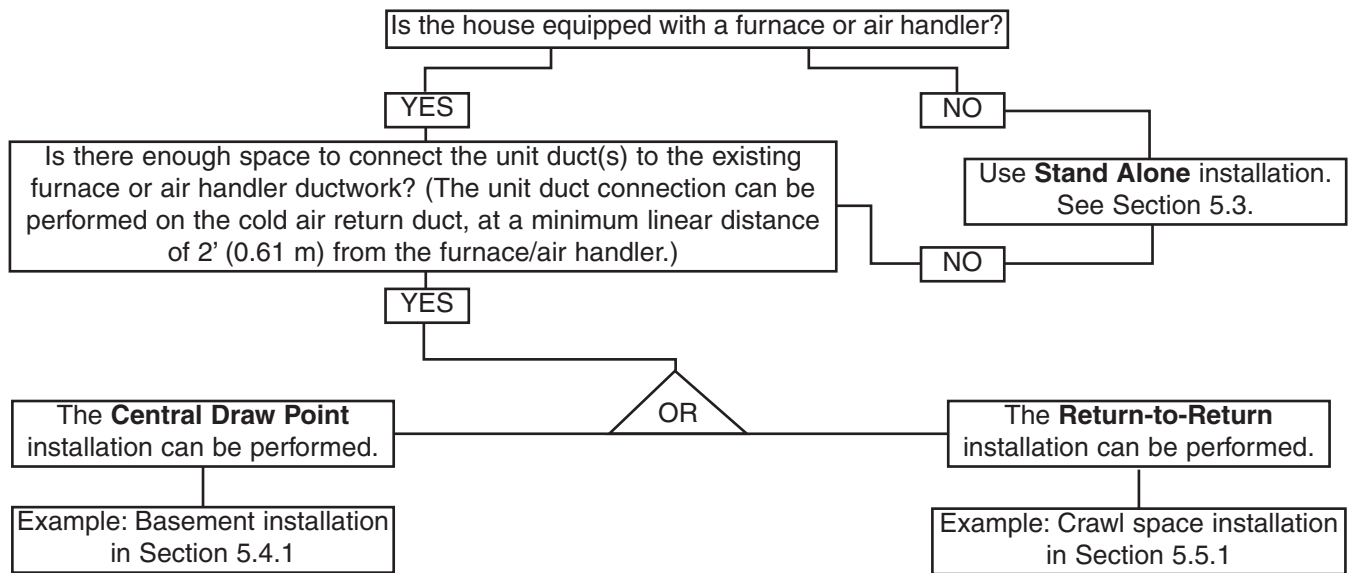 Is the house equipped with a furnace or air handler?
YES
NO
Is there enough space to connect the unit duct(s) to the existing
furnace or air handler ductwork? (The unit duct connection can be
performed on the cold air return duct, at a minimum linear distance
of 2' (0.61 m) from the furnace/air handler.)
Use Stand Alone installation.
See Section 5.3.
NO
YES
OR
The Central Draw Point
installation can be performed.
The Return-to-Return
installation can be performed.
Example: Basement installation
in Section 5.4.1
Example: Crawl space installation
in Section 5.5.1